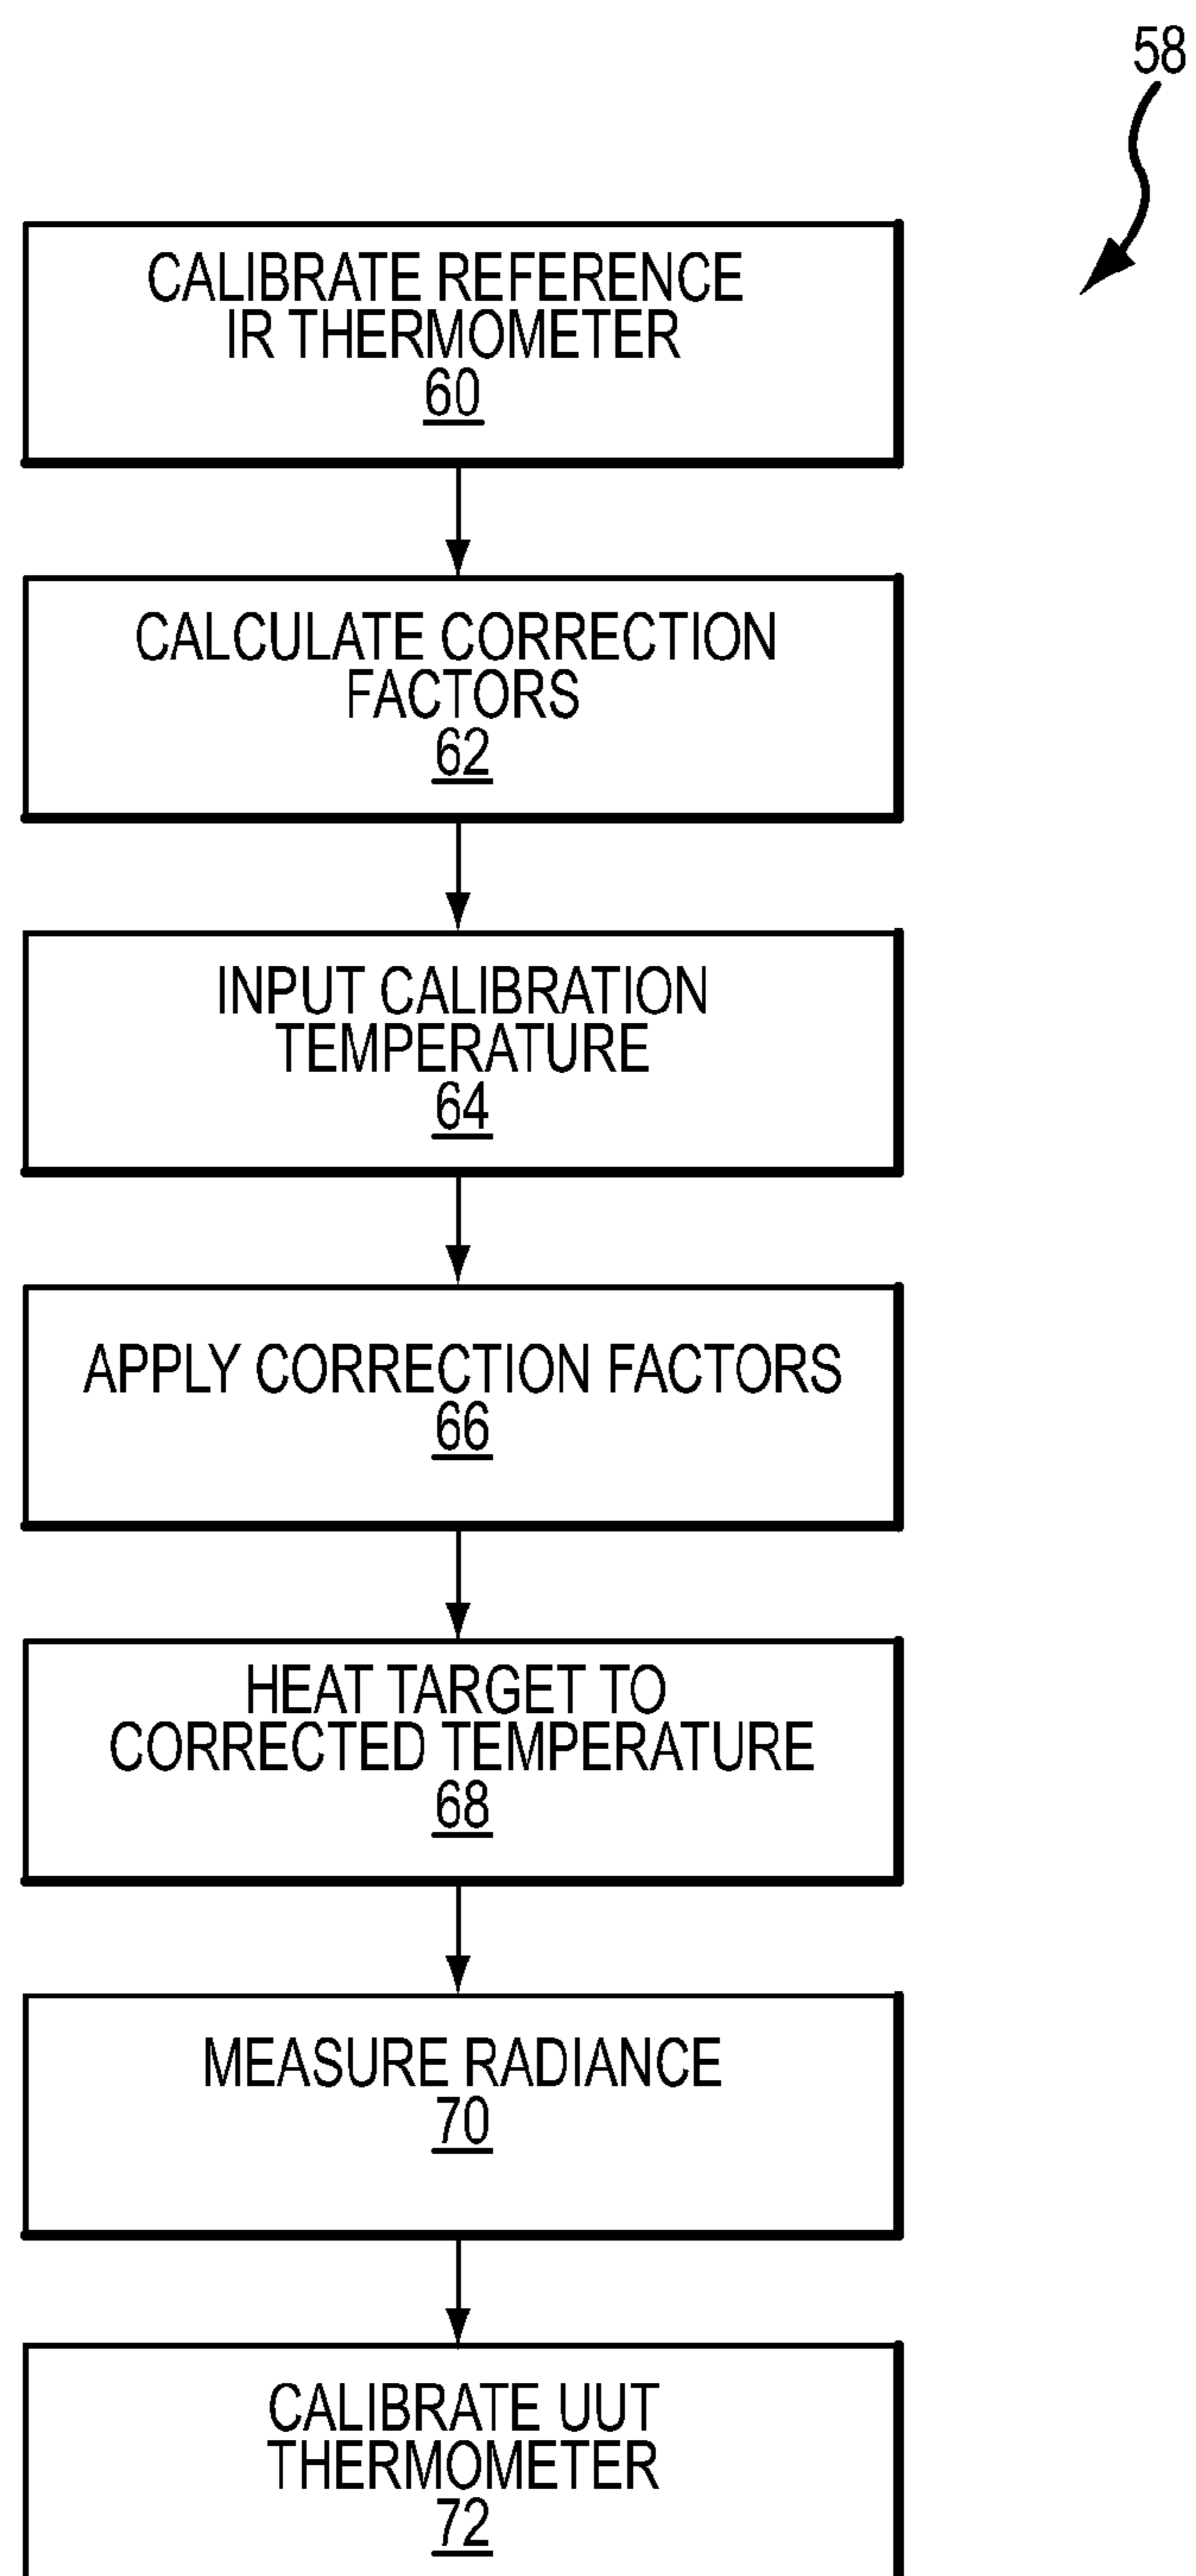 58
CALIBRATE REFERENCE
IR THERMOMETER
60
CALCULATE CORRECTION
FACTORS
62
INPUT CALIBRATION
TEMPERATURE
64
APPLY CORRECTION FACTORS
66
HEAT TARGET TO
CORRECTED TEMPERATURE
68
MEASURE RADIANCE
70
CALIBRATE UUT
THERMOMETER
72